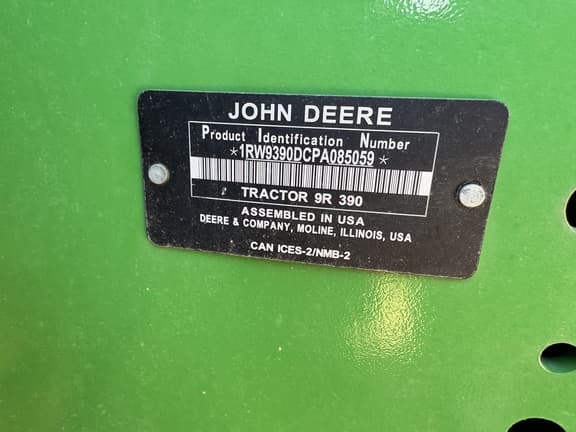 JOHN DEERE
Product Identification Number
*1RW9390DCPA085059*
TRACTOR 9R 390
ASSEMBLED IN USA
DEERE & COMPANY, MOLINE, ILLINOIS, USA
CAN ICES-2/NMB-2